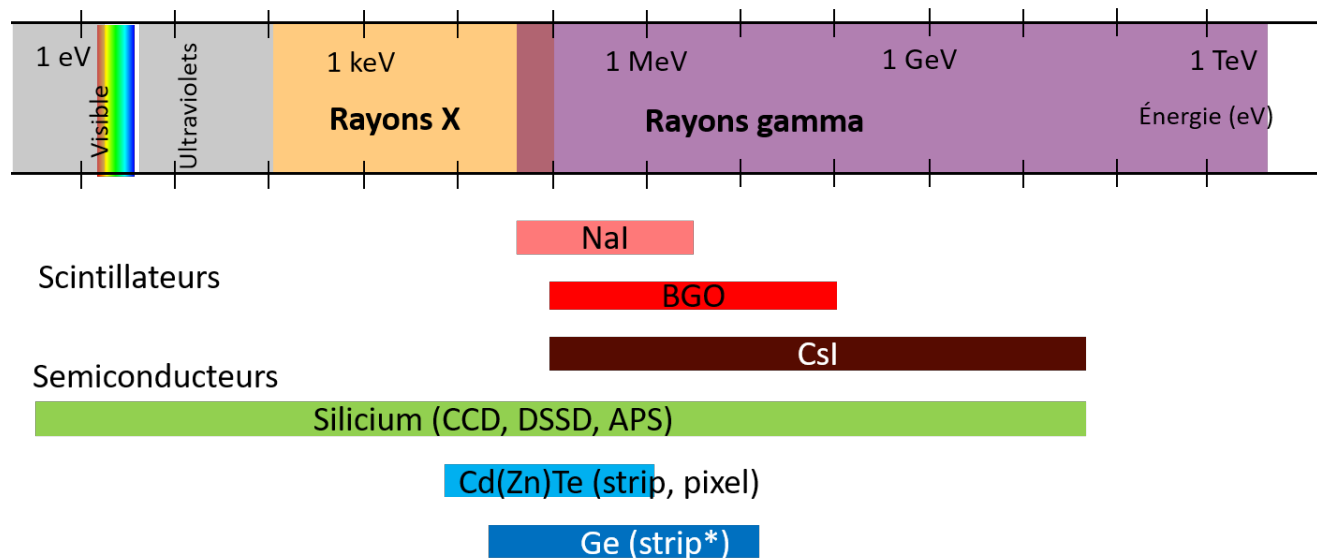 1 eV
1 keV
1 MeV
1 GeV
1 TeV
Visible
Ultraviolets
Rayons X
Rayons gamma
Énergie (eV)
NaI
Scintillateurs
BGO
CsI
Semiconducteurs
Silicium (CCD, DSSD, APS)
Cd(Zn)Te (strip, pixel)
Ge (strip*)